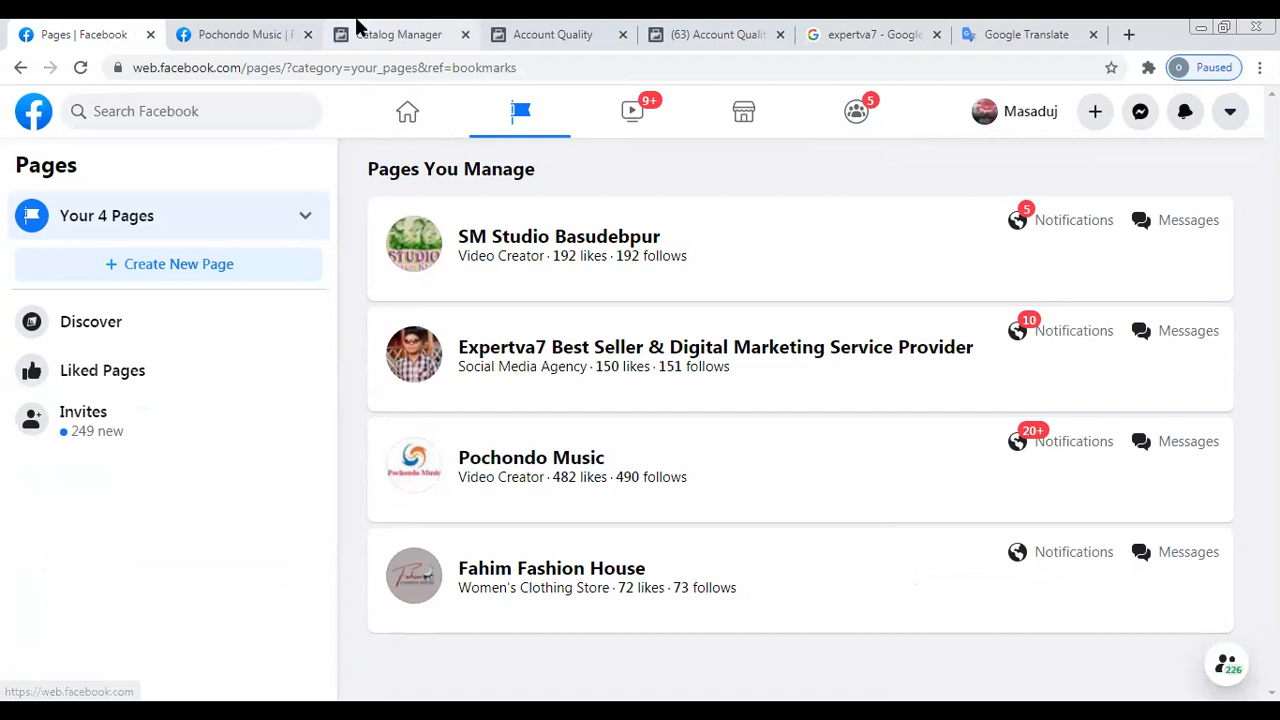 Pages | Facebook
Pochondo Music | F
Catalog Manager
Account Quality
(63) Account Qualit
expertva7 - Google
Google Translate
web.facebook.com/pages/?category=your_pages&ref=bookmarks
Paused
Search Facebook
9+
5
Masaduj
Pages
Your 4 Pages
+ Create New Page
Discover
Liked Pages
Invites
249 new
Pages You Manage
SM Studio Basudebpur
Video Creator · 192 likes · 192 follows
5
Notifications
Messages
Expertva7 Best Seller & Digital Marketing Service Provider
Social Media Agency · 150 likes · 151 follows
10
Notifications
Messages
Pochondo Music
Video Creator · 482 likes · 490 follows
20+
Notifications
Messages
Fahim Fashion House
Women's Clothing Store · 72 likes · 73 follows
Notifications
Messages
226
https://web.facebook.com